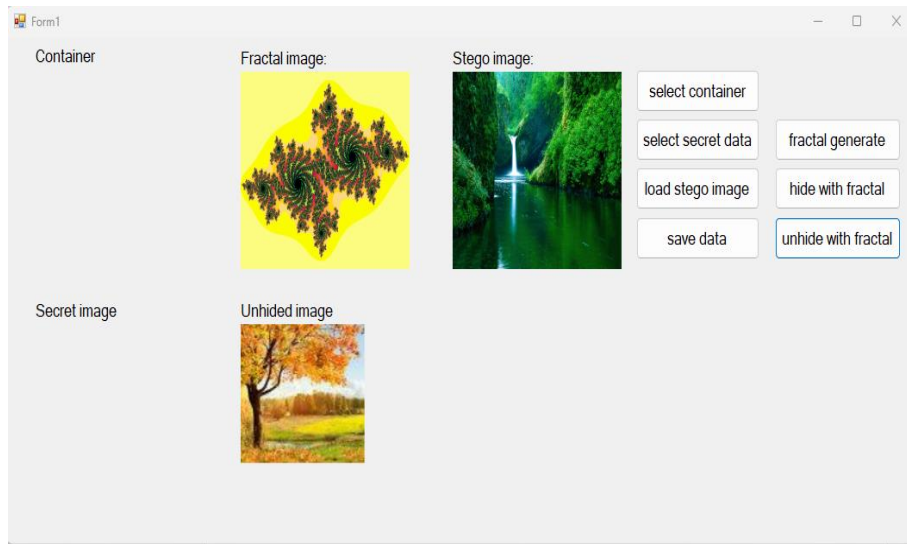 Form1
Container
Fractal image:
Stego image:
select container
select secret data
fractal generate
load stego image
hide with fractal
save data
unhide with fractal
Secret image
Unhided image